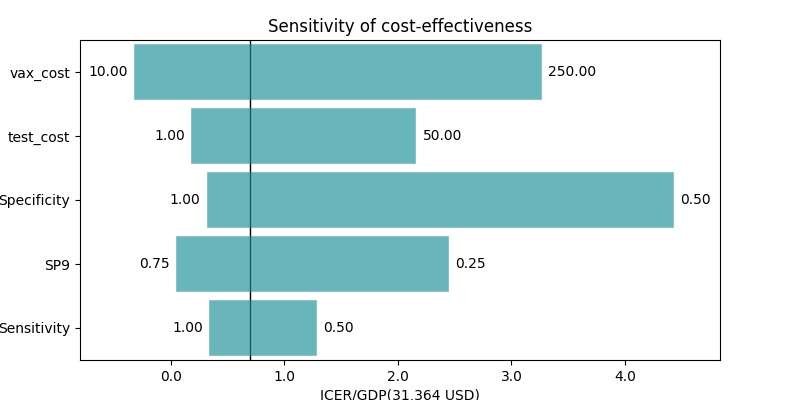 Sensitivity of cost-effectiveness
vax_cost 10.00 250.00
test_cost 1.00 50.00
Specificity 1.00 0.50
SP9 0.75 0.25
Sensitivity 1.00 0.50
0.0 1.0 2.0 3.0 4.0
ICER/GDP(31,364 USD)